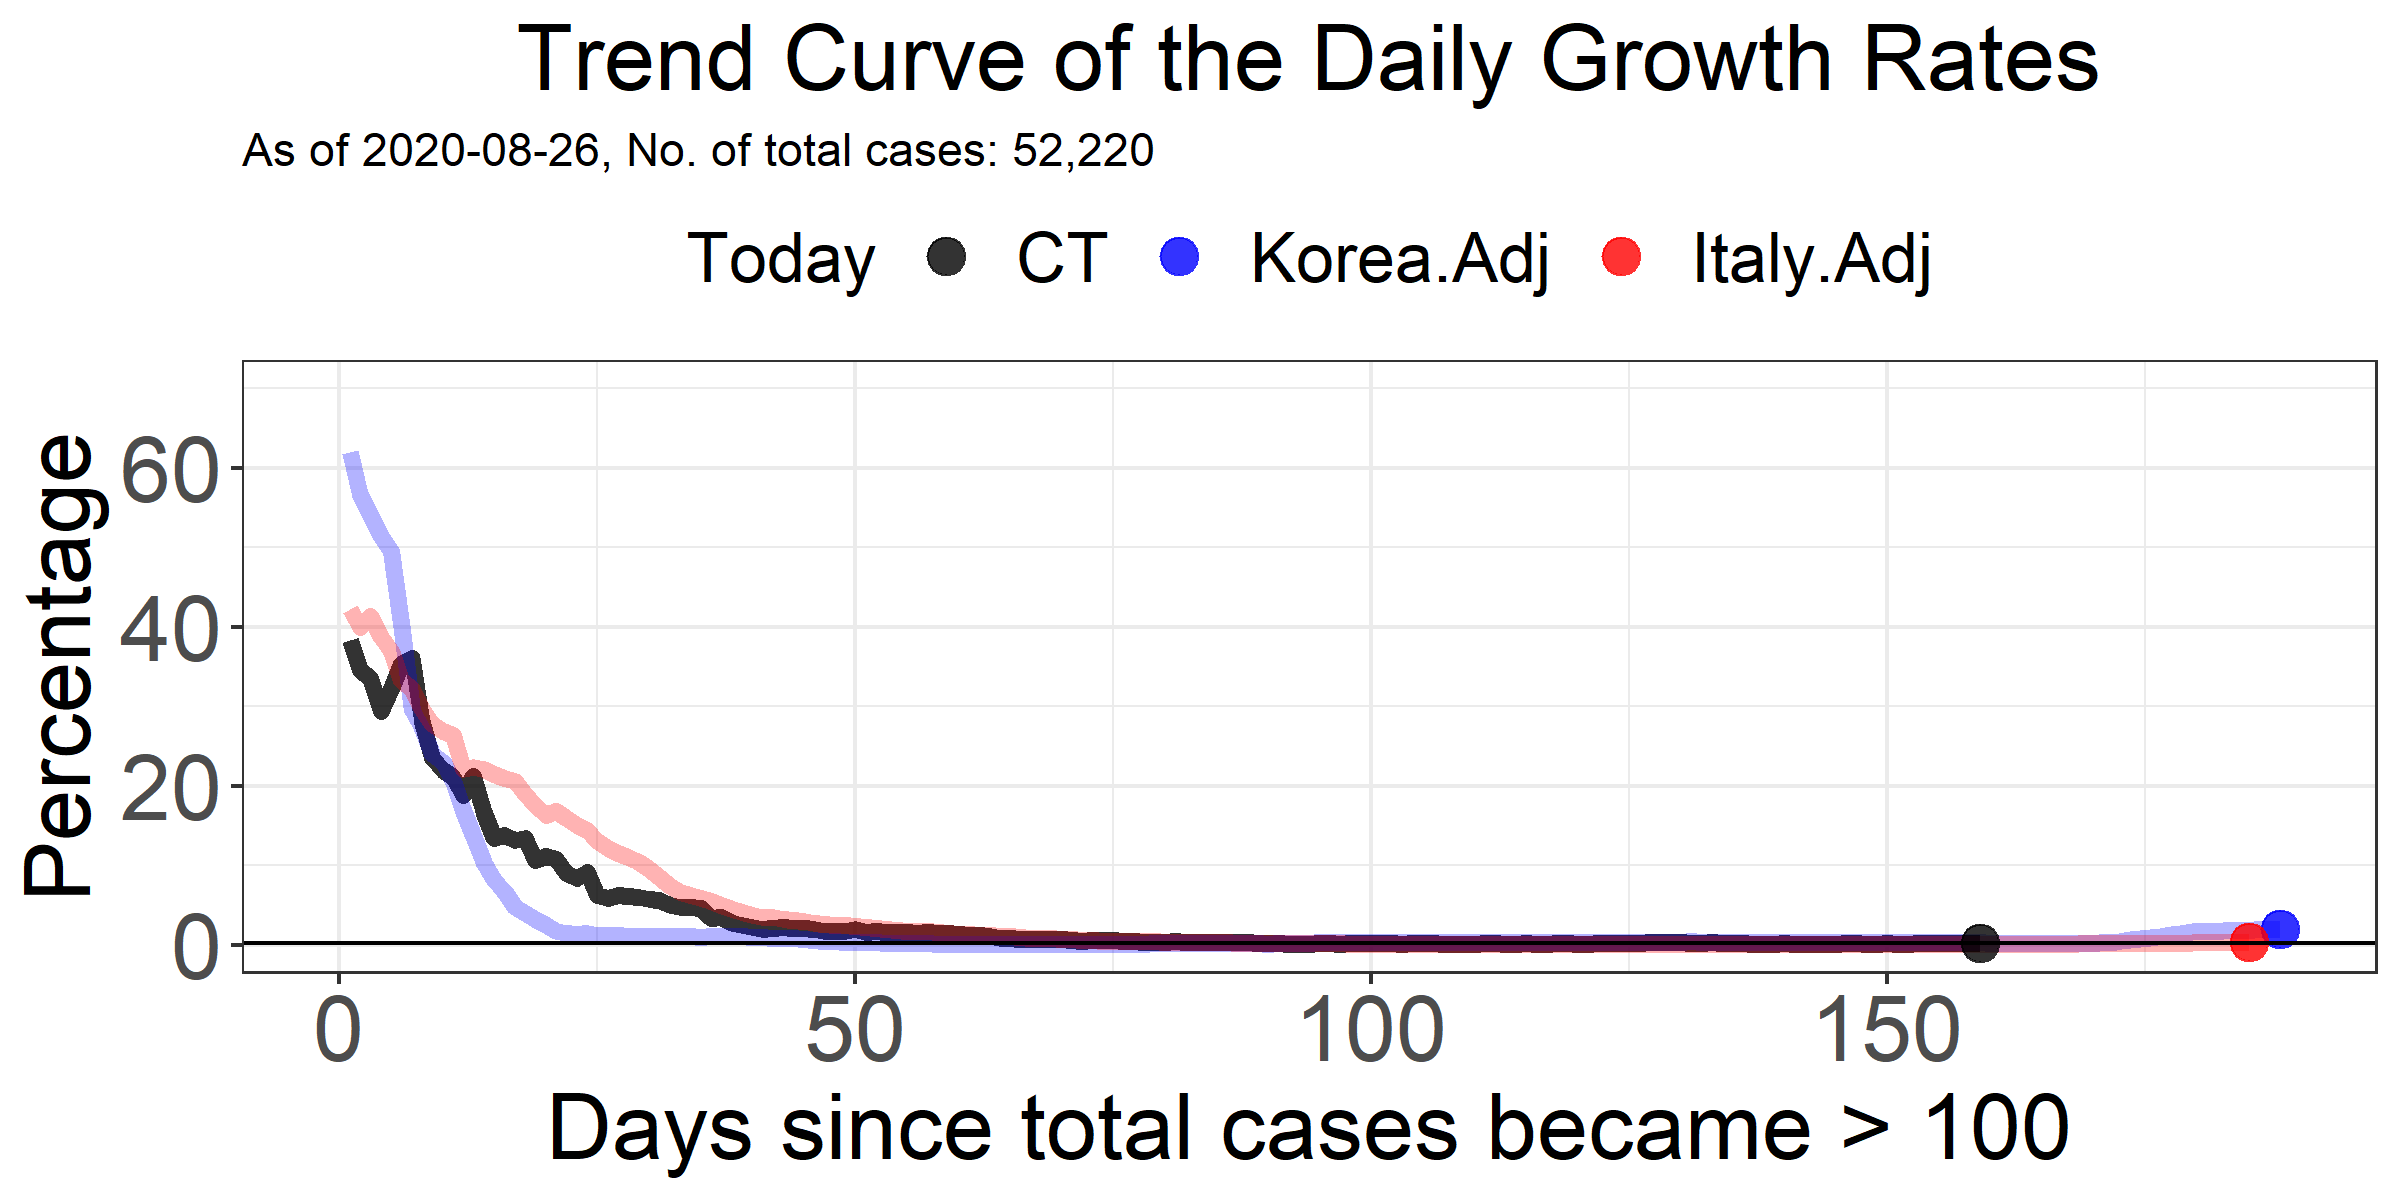 Trend Curve of the Daily Growth Rates
As of 2020-08-26, No. of total cases: 52,220
Today CT Korea.Adj Italy.Adj
Percentage
60
40
20
0
0 50 100 150
Days since total cases became > 100